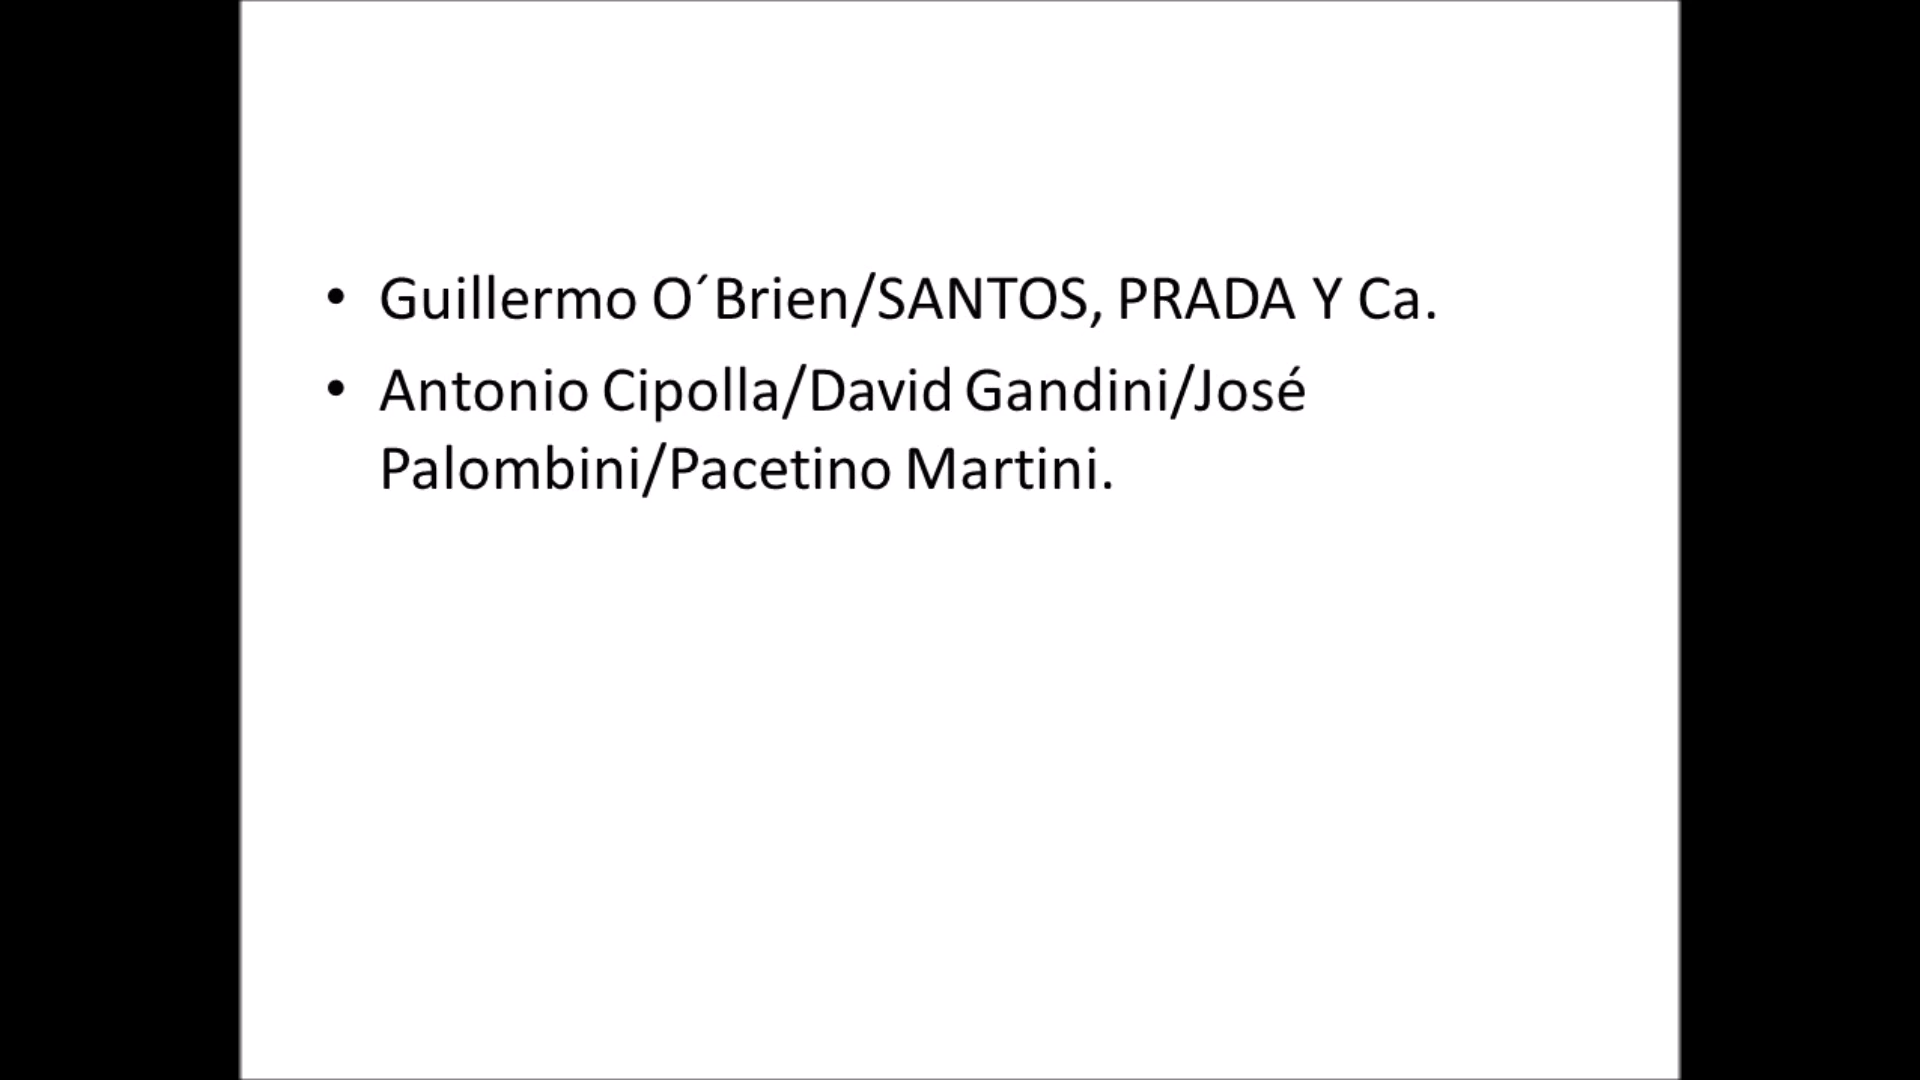 • Guillermo O´Brien/SANTOS, PRADA Y Ca.
• Antonio Cipolla/David Gandini/José
Palombini/Pacetino Martini.